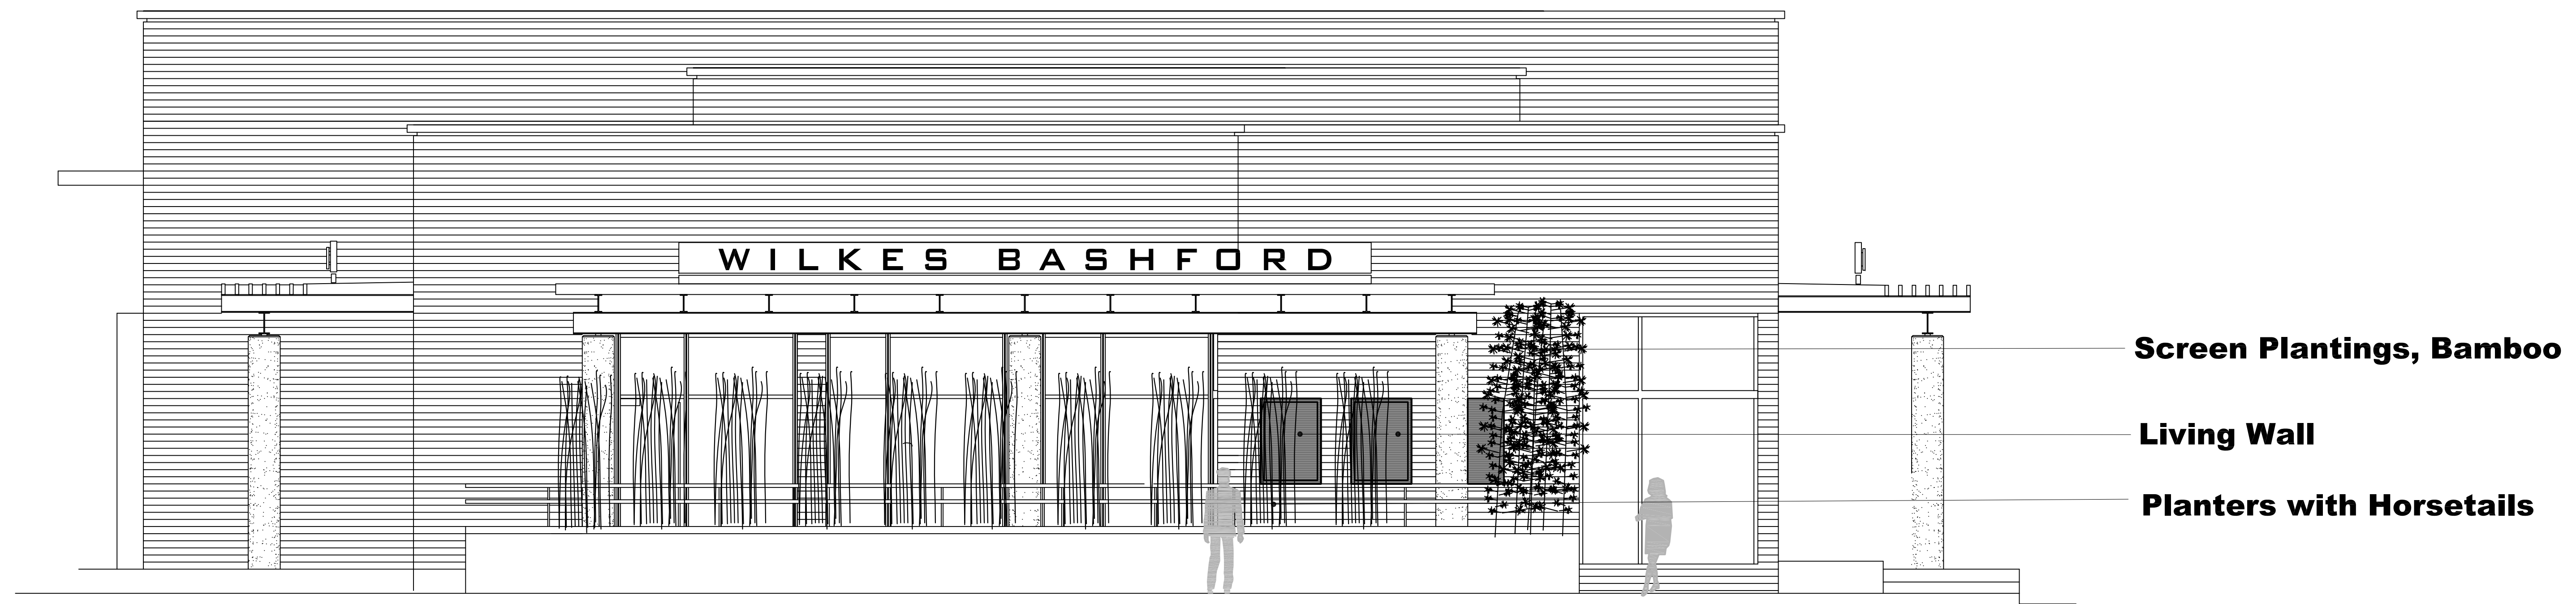 WILKES BASHFORD
Screen Plantings, Bamboo
Living Wall
Planters with Horsetails